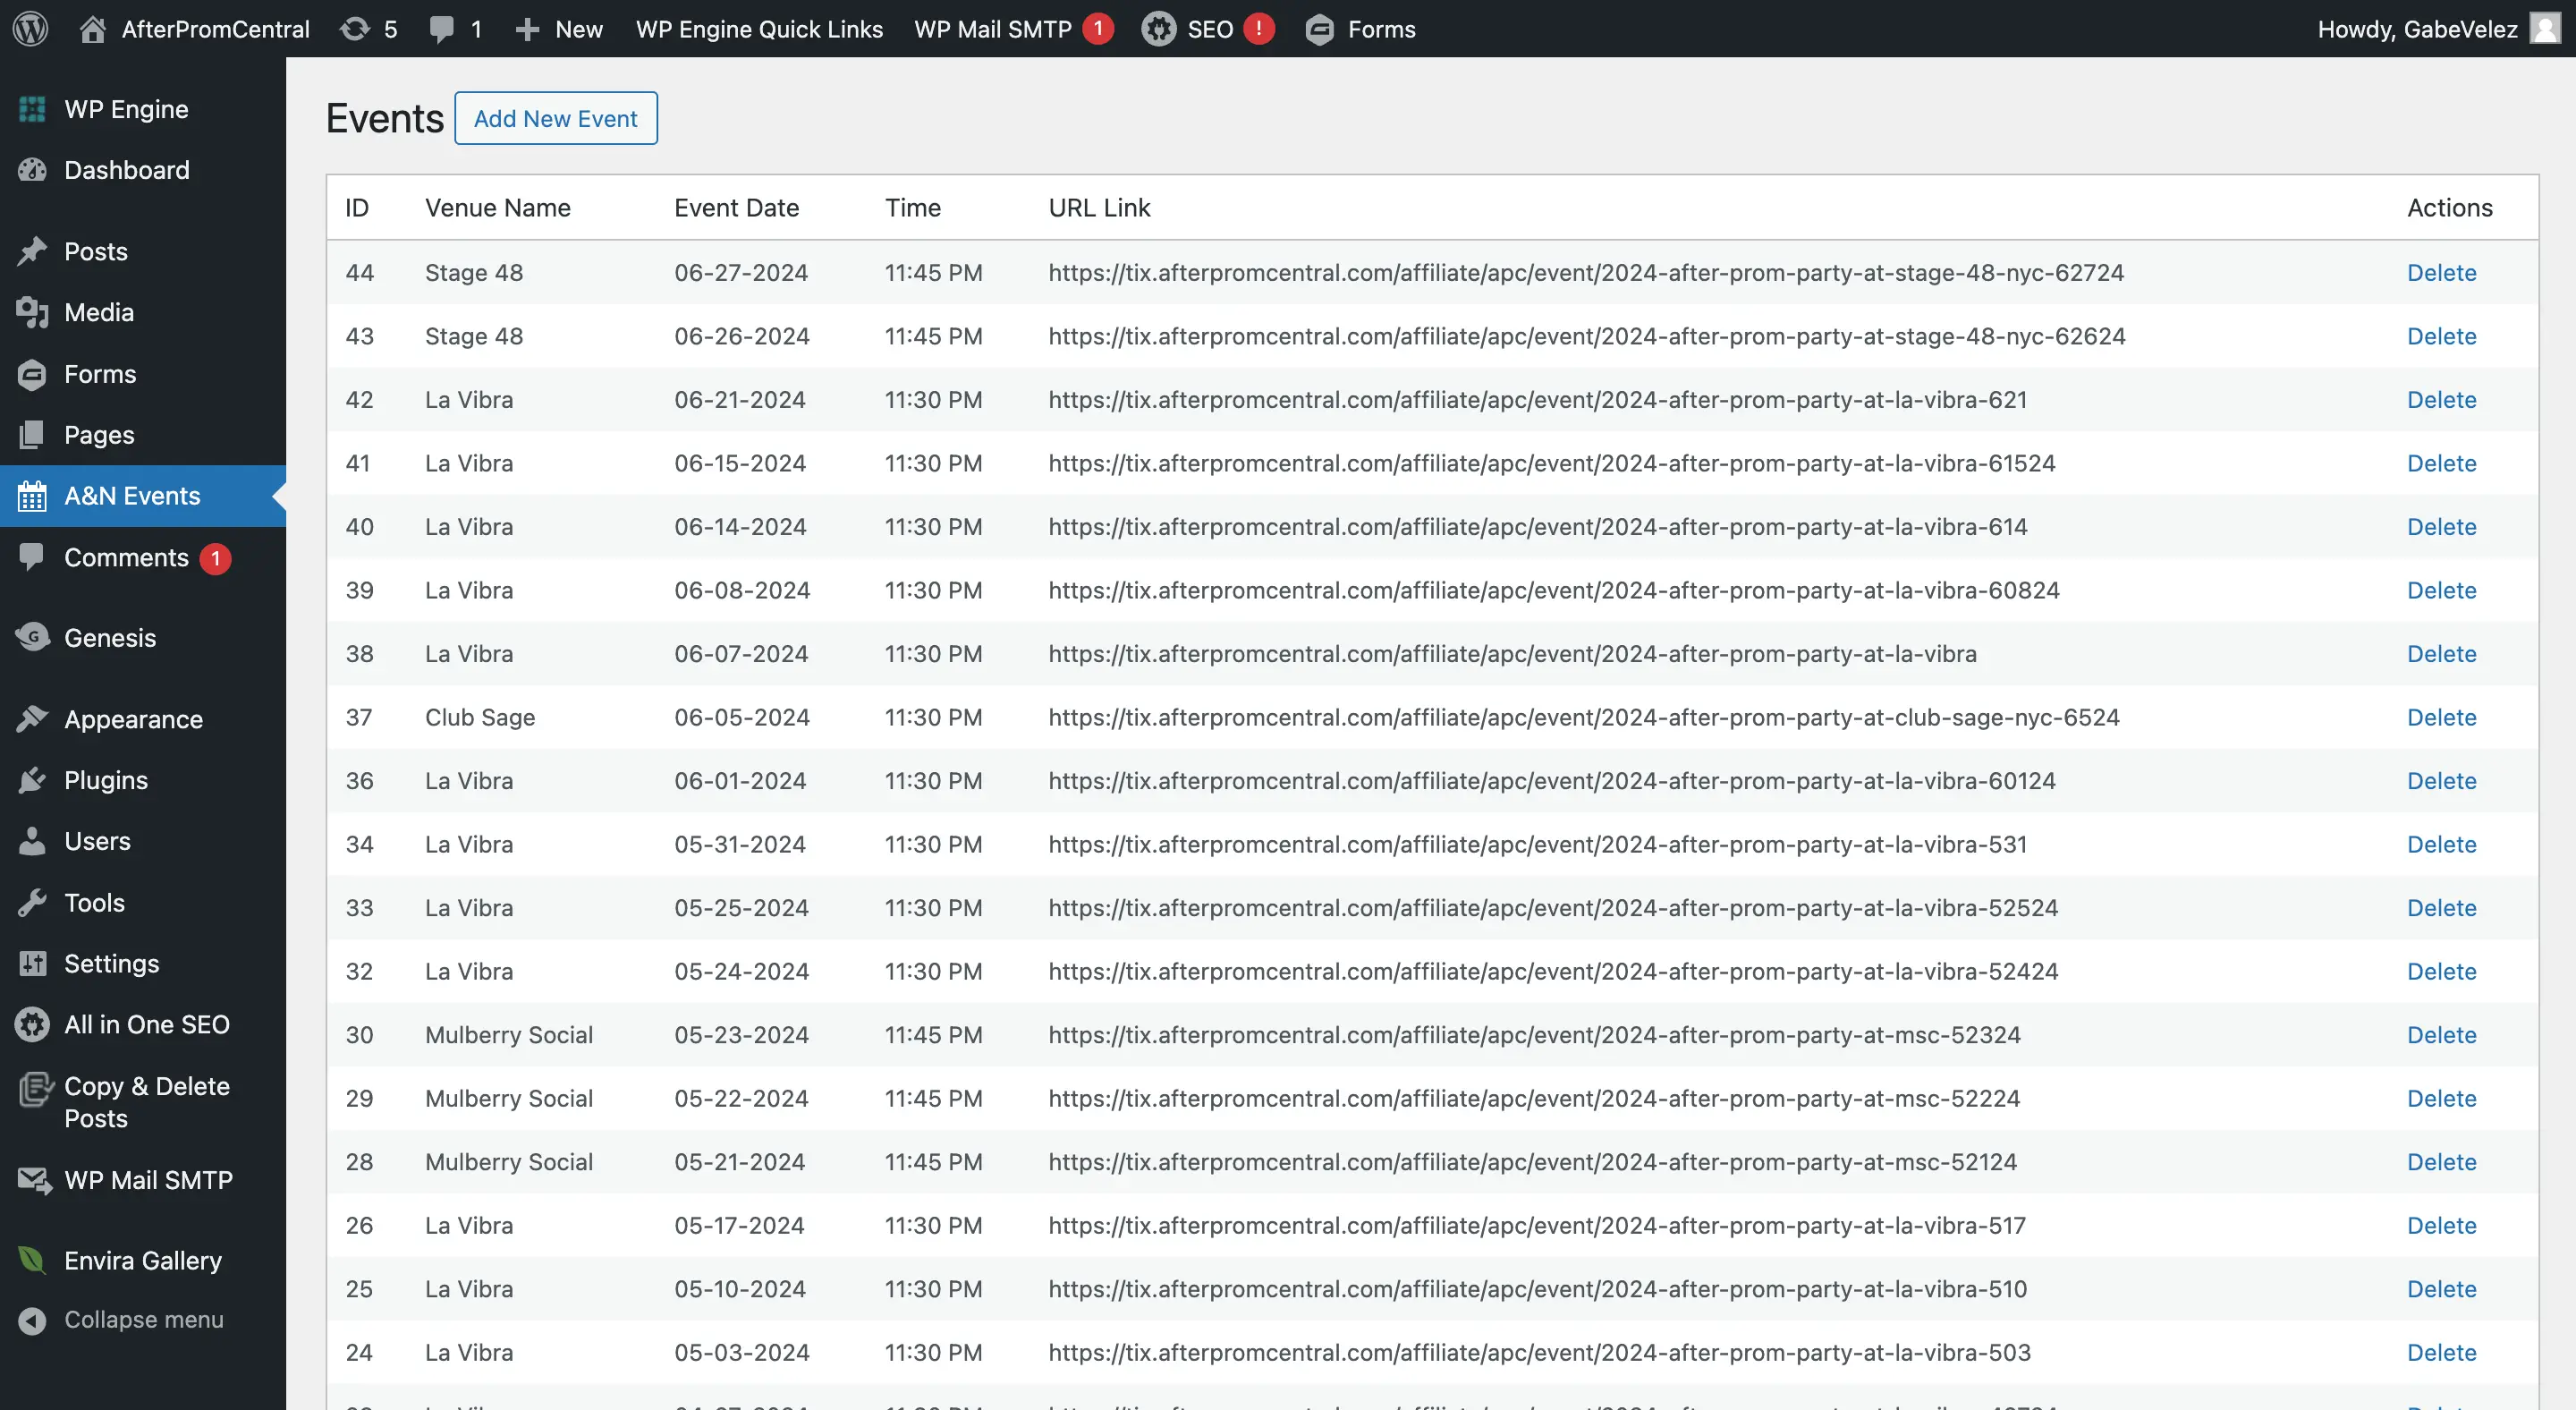 AfterPromCentral 5 1 New WP Engine Quick Links WP Mail SMTP 1 SEO ! Forms Howdy, GabeVelez
WP Engine
Dashboard
Posts
Media
Forms
Pages
A&N Events
Comments 1
Genesis
Appearance
Plugins
Users
Tools
Settings
All in One SEO
Copy & Delete
Posts
WP Mail SMTP
Envira Gallery
Collapse menu
Events Add New Event
ID Venue Name Event Date Time URL Link Actions
44 Stage 48 06-27-2024 11:45 PM https://tix.afterpromcentral.com/affiliate/apc/event/2024-after-prom-party-at-stage-48-nyc-62724 Delete
43 Stage 48 06-26-2024 11:45 PM https://tix.afterpromcentral.com/affiliate/apc/event/2024-after-prom-party-at-stage-48-nyc-62624 Delete
42 La Vibra 06-21-2024 11:30 PM https://tix.afterpromcentral.com/affiliate/apc/event/2024-after-prom-party-at-la-vibra-621 Delete
41 La Vibra 06-15-2024 11:30 PM https://tix.afterpromcentral.com/affiliate/apc/event/2024-after-prom-party-at-la-vibra-61524 Delete
40 La Vibra 06-14-2024 11:30 PM https://tix.afterpromcentral.com/affiliate/apc/event/2024-after-prom-party-at-la-vibra-614 Delete
39 La Vibra 06-08-2024 11:30 PM https://tix.afterpromcentral.com/affiliate/apc/event/2024-after-prom-party-at-la-vibra-60824 Delete
38 La Vibra 06-07-2024 11:30 PM https://tix.afterpromcentral.com/affiliate/apc/event/2024-after-prom-party-at-la-vibra Delete
37 Club Sage 06-05-2024 11:30 PM https://tix.afterpromcentral.com/affiliate/apc/event/2024-after-prom-party-at-club-sage-nyc-6524 Delete
36 La Vibra 06-01-2024 11:30 PM https://tix.afterpromcentral.com/affiliate/apc/event/2024-after-prom-party-at-la-vibra-60124 Delete
34 La Vibra 05-31-2024 11:30 PM https://tix.afterpromcentral.com/affiliate/apc/event/2024-after-prom-party-at-la-vibra-531 Delete
33 La Vibra 05-25-2024 11:30 PM https://tix.afterpromcentral.com/affiliate/apc/event/2024-after-prom-party-at-la-vibra-52524 Delete
32 La Vibra 05-24-2024 11:30 PM https://tix.afterpromcentral.com/affiliate/apc/event/2024-after-prom-party-at-la-vibra-52424 Delete
30 Mulberry Social 05-23-2024 11:45 PM https://tix.afterpromcentral.com/affiliate/apc/event/2024-after-prom-party-at-msc-52324 Delete
29 Mulberry Social 05-22-2024 11:45 PM https://tix.afterpromcentral.com/affiliate/apc/event/2024-after-prom-party-at-msc-52224 Delete
28 Mulberry Social 05-21-2024 11:45 PM https://tix.afterpromcentral.com/affiliate/apc/event/2024-after-prom-party-at-msc-52124 Delete
26 La Vibra 05-17-2024 11:30 PM https://tix.afterpromcentral.com/affiliate/apc/event/2024-after-prom-party-at-la-vibra-517 Delete
25 La Vibra 05-10-2024 11:30 PM https://tix.afterpromcentral.com/affiliate/apc/event/2024-after-prom-party-at-la-vibra-510 Delete
24 La Vibra 05-03-2024 11:30 PM https://tix.afterpromcentral.com/affiliate/apc/event/2024-after-prom-party-at-la-vibra-503 Delete